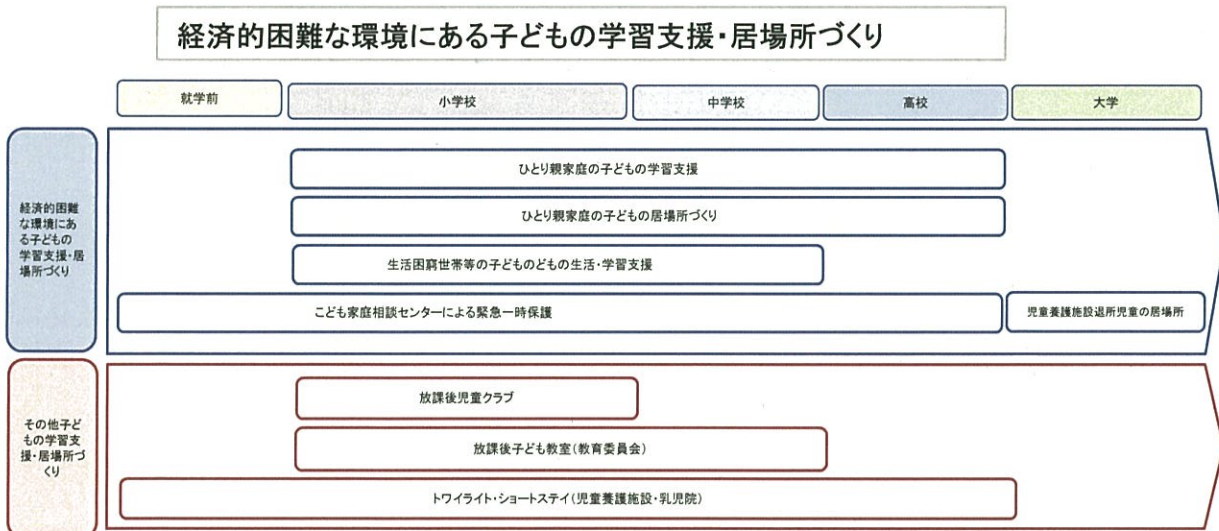 経済的困難な環境にある子どもの学習支援・居場所づくり
就学前
小学校
中学校
高校
大学
経済的困難
な環境にあ
る子どもの
学習支援・居
場所づくり
ひとり親家庭の子どもの学習支援
ひとり親家庭の子どもの居場所づくり
生活困窮世帯等の子どものどもの生活・学習支援
こども家庭相談センターによる緊急一時保護
児童養護施設退所児童の居場所
その他子ど
もの学習支
援・居場所づ
くり
放課後児童クラブ
放課後子ども教室(教育委員会)
トワイライト・ショートステイ(児童養護施設・乳児院)